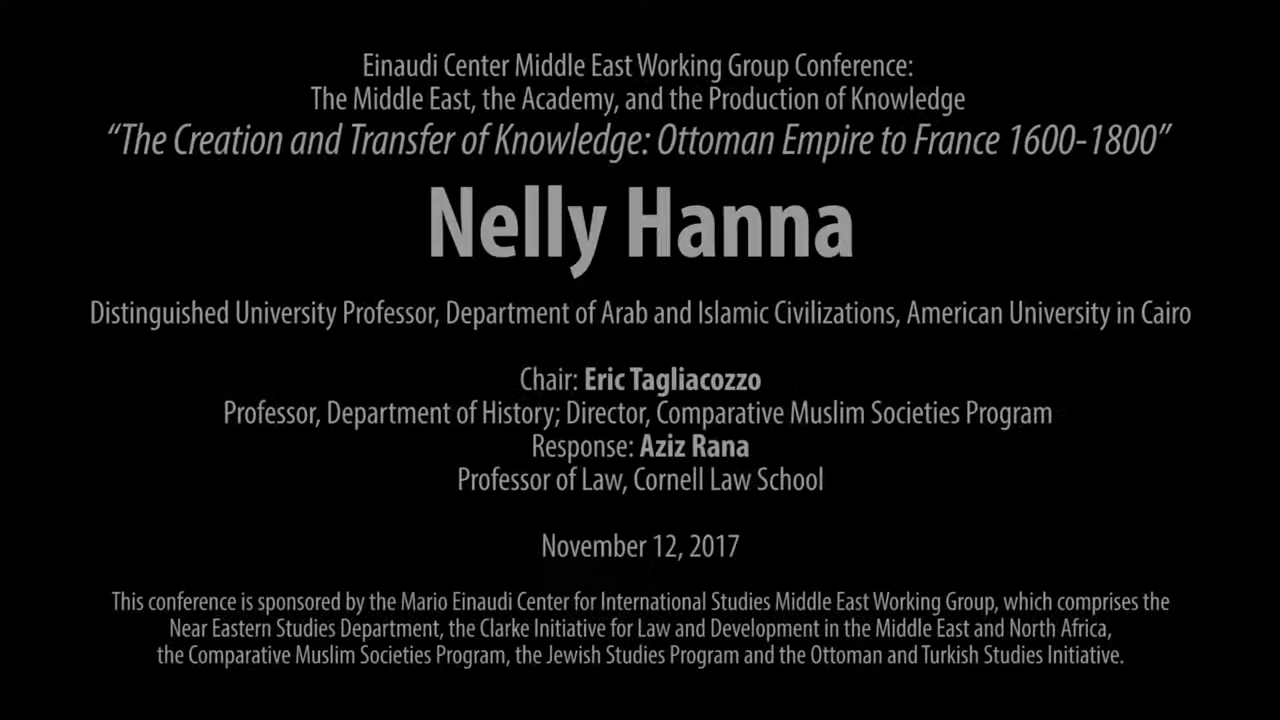 Einaudi Center Middle East Working Group Conference:
The Middle East, the Academy, and the Production of Knowledge
“The Creation and Transfer of Knowledge: Ottoman Empire to France 1600-1800”
Nelly Hanna
Distinguished University Professor, Department of Arab and Islamic Civilizations, American University in Cairo
Chair: Eric Tagliacozzo
Professor, Department of History; Director, Comparative Muslim Societies Program
Response: Aziz Rana
Professor of Law, Cornell Law School
November 12, 2017
This conference is sponsored by the Mario Einaudi Center for International Studies Middle East Working Group, which comprises the
Near Eastern Studies Department, the Clarke Initiative for Law and Development in the Middle East and North Africa,
the Comparative Muslim Societies Program, the Jewish Studies Program and the Ottoman and Turkish Studies Initiative.